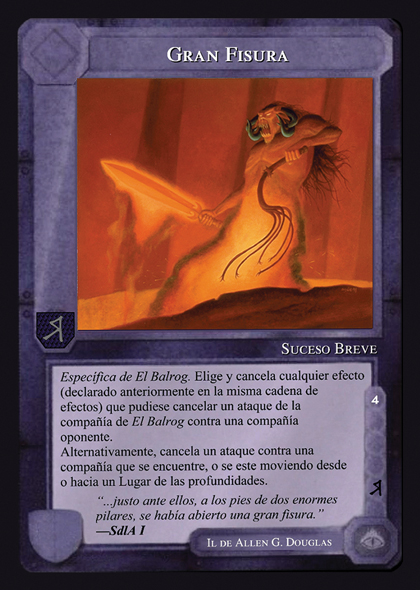 Gran Fisura
Suceso Breve
Específica de El Balrog. Elige y cancela cualquier efecto
(declarado anteriormente en la misma cadena de
efectos) que pudiese cancelar un ataque de la
compañía de El Balrog contra una compañía
oponente.
Alternativamente, cancela un ataque contra una
compañía que se encuentre, o se este moviendo desde
o hacia un Lugar de las profundidades.
4
“...justo ante ellos, a los pies de dos enormes
pilares, se había abierto una gran fisura.”
—SdlA I
Il de Allen G. Douglas